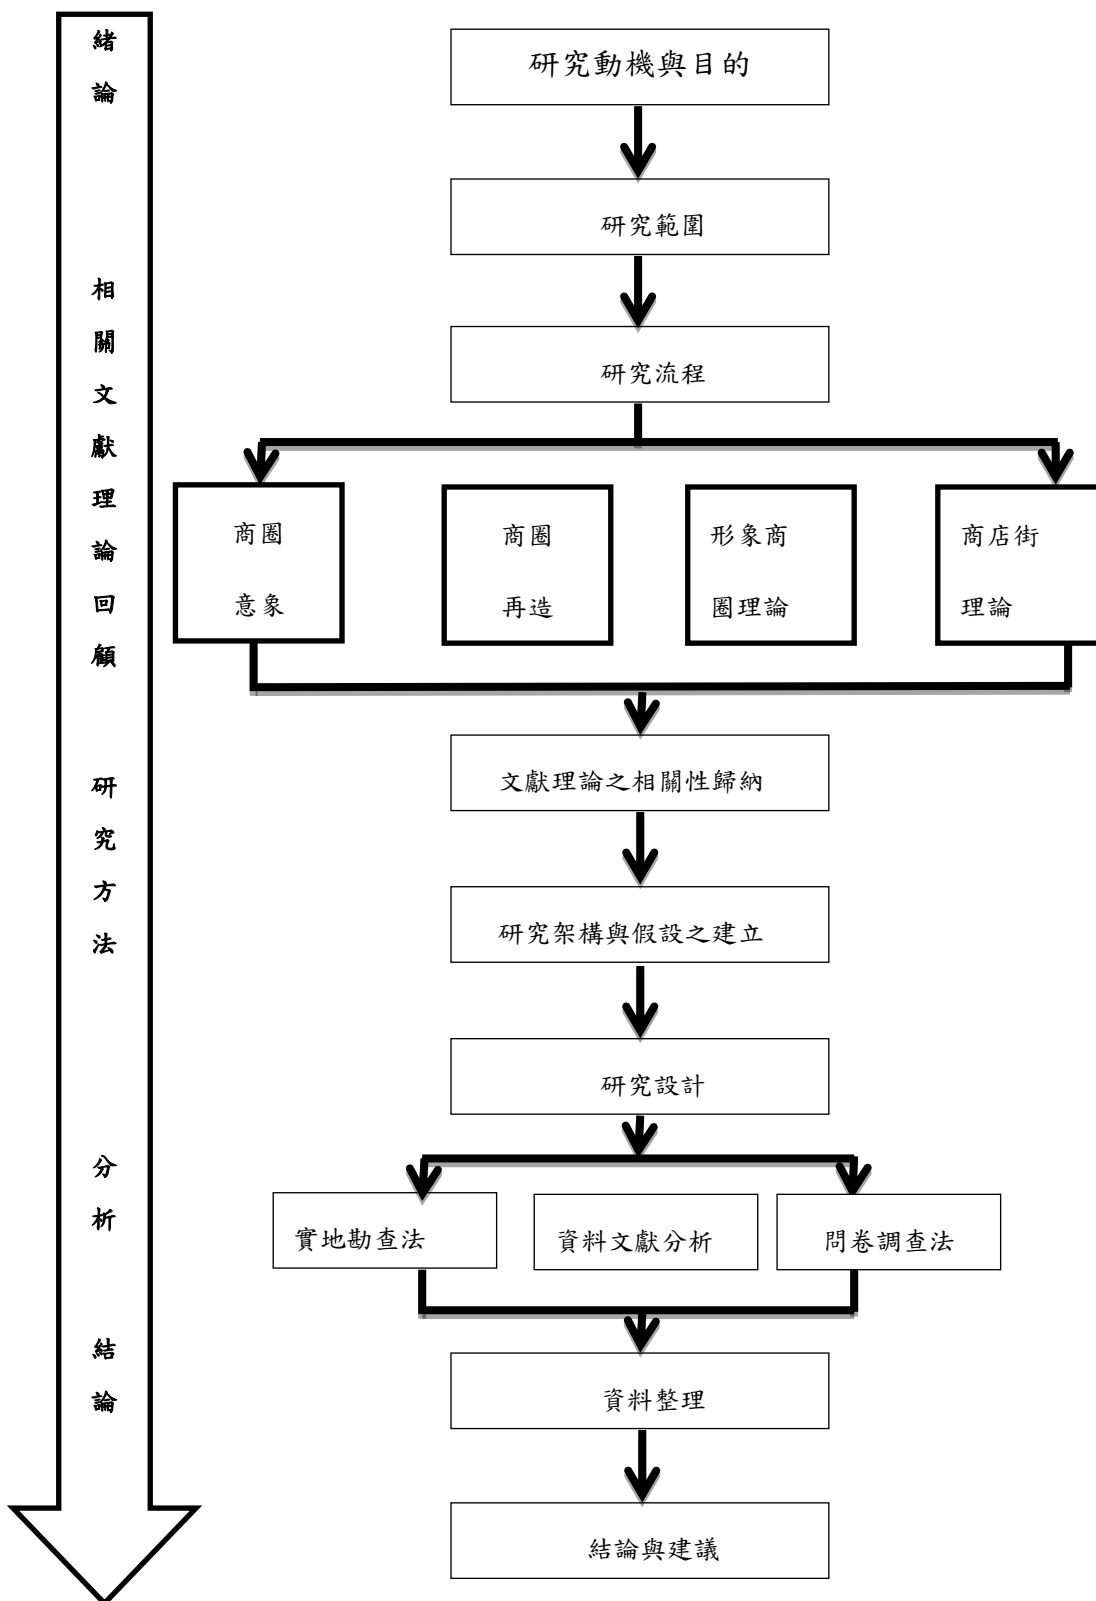 緒論
相關文獻理論回顧
研究方法
分析
結論
研究動機與目的
研究範圍
研究流程
商圈
意象
商圈
再造
形象商
圈理論
商店街
理論
文獻理論之相關性歸納
研究架構與假設之建立
研究設計
實地勘查法
資料文獻分析
問卷調查法
資料整理
結論與建議